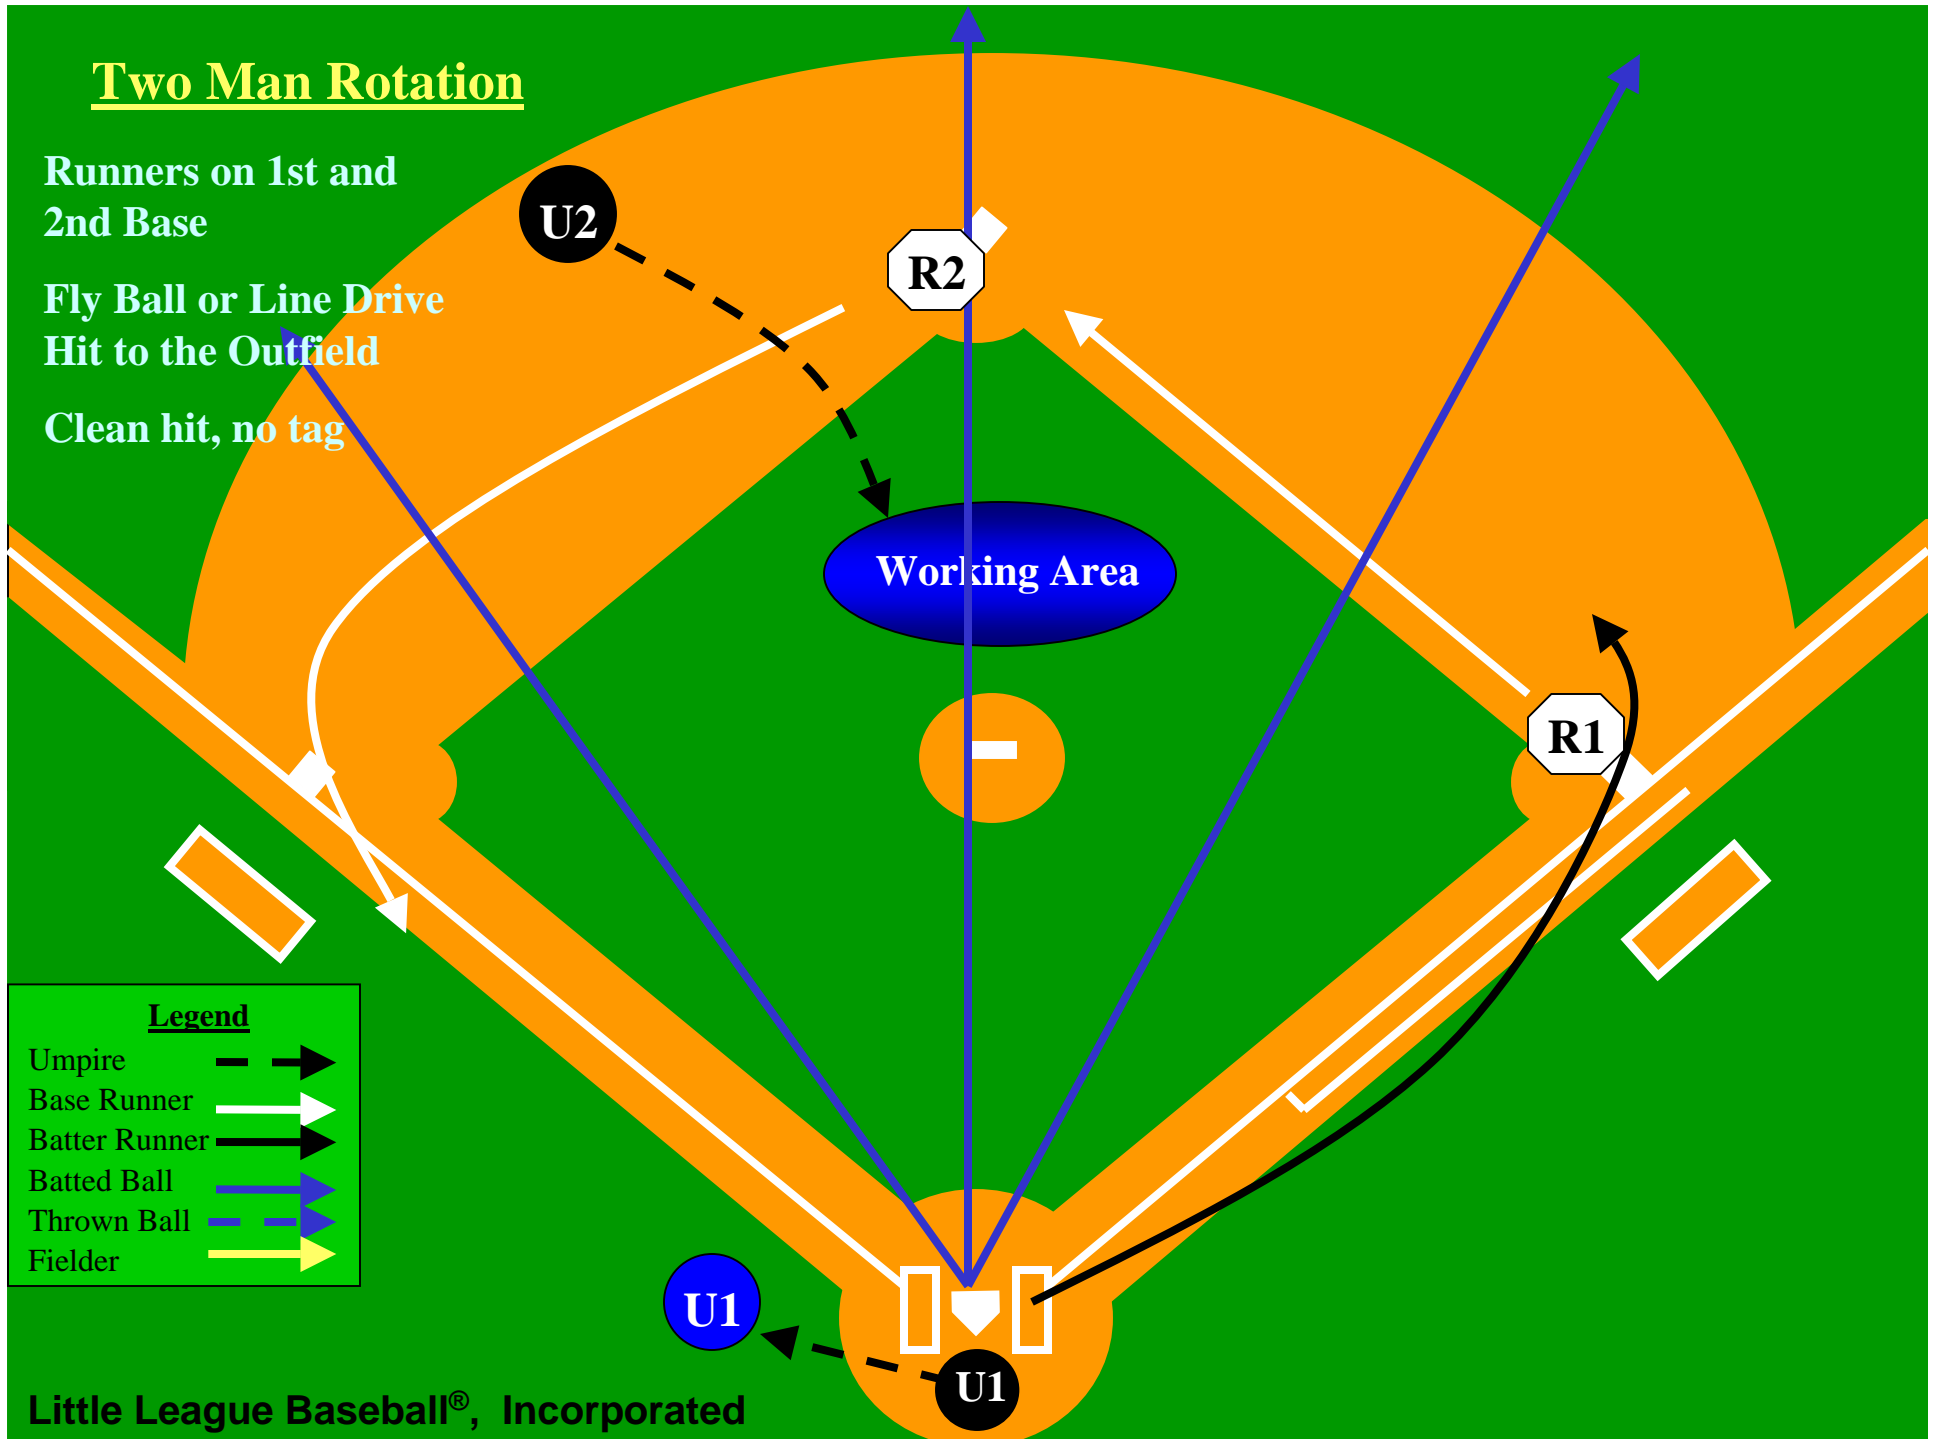 Two Man Rotation
Runners on 1st and
2nd Base
Fly Ball or Line Drive
Hit to the Outfield
Clean hit, no tag
U2
R2
Working Area
R1
Legend
Umpire
Base Runner
Batter Runner
Batted Ball
Thrown Ball
Fielder
U1
U1
Little League Baseball®, Incorporated